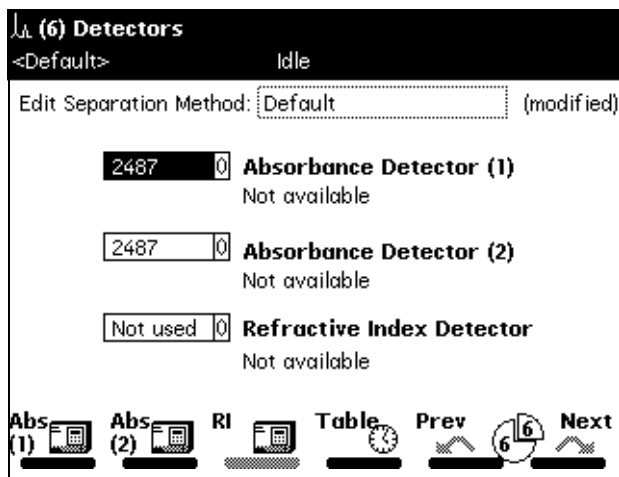 (6) Detectors
<Default> Idle
Edit Separation Method: Default (modified)
2487 0 Absorbance Detector (1)
Not available
2487 0 Absorbance Detector (2)
Not available
Not used 0 Refractive Index Detector
Not available
Abs (1) Abs (2) RI Table Prev 6 6 Next